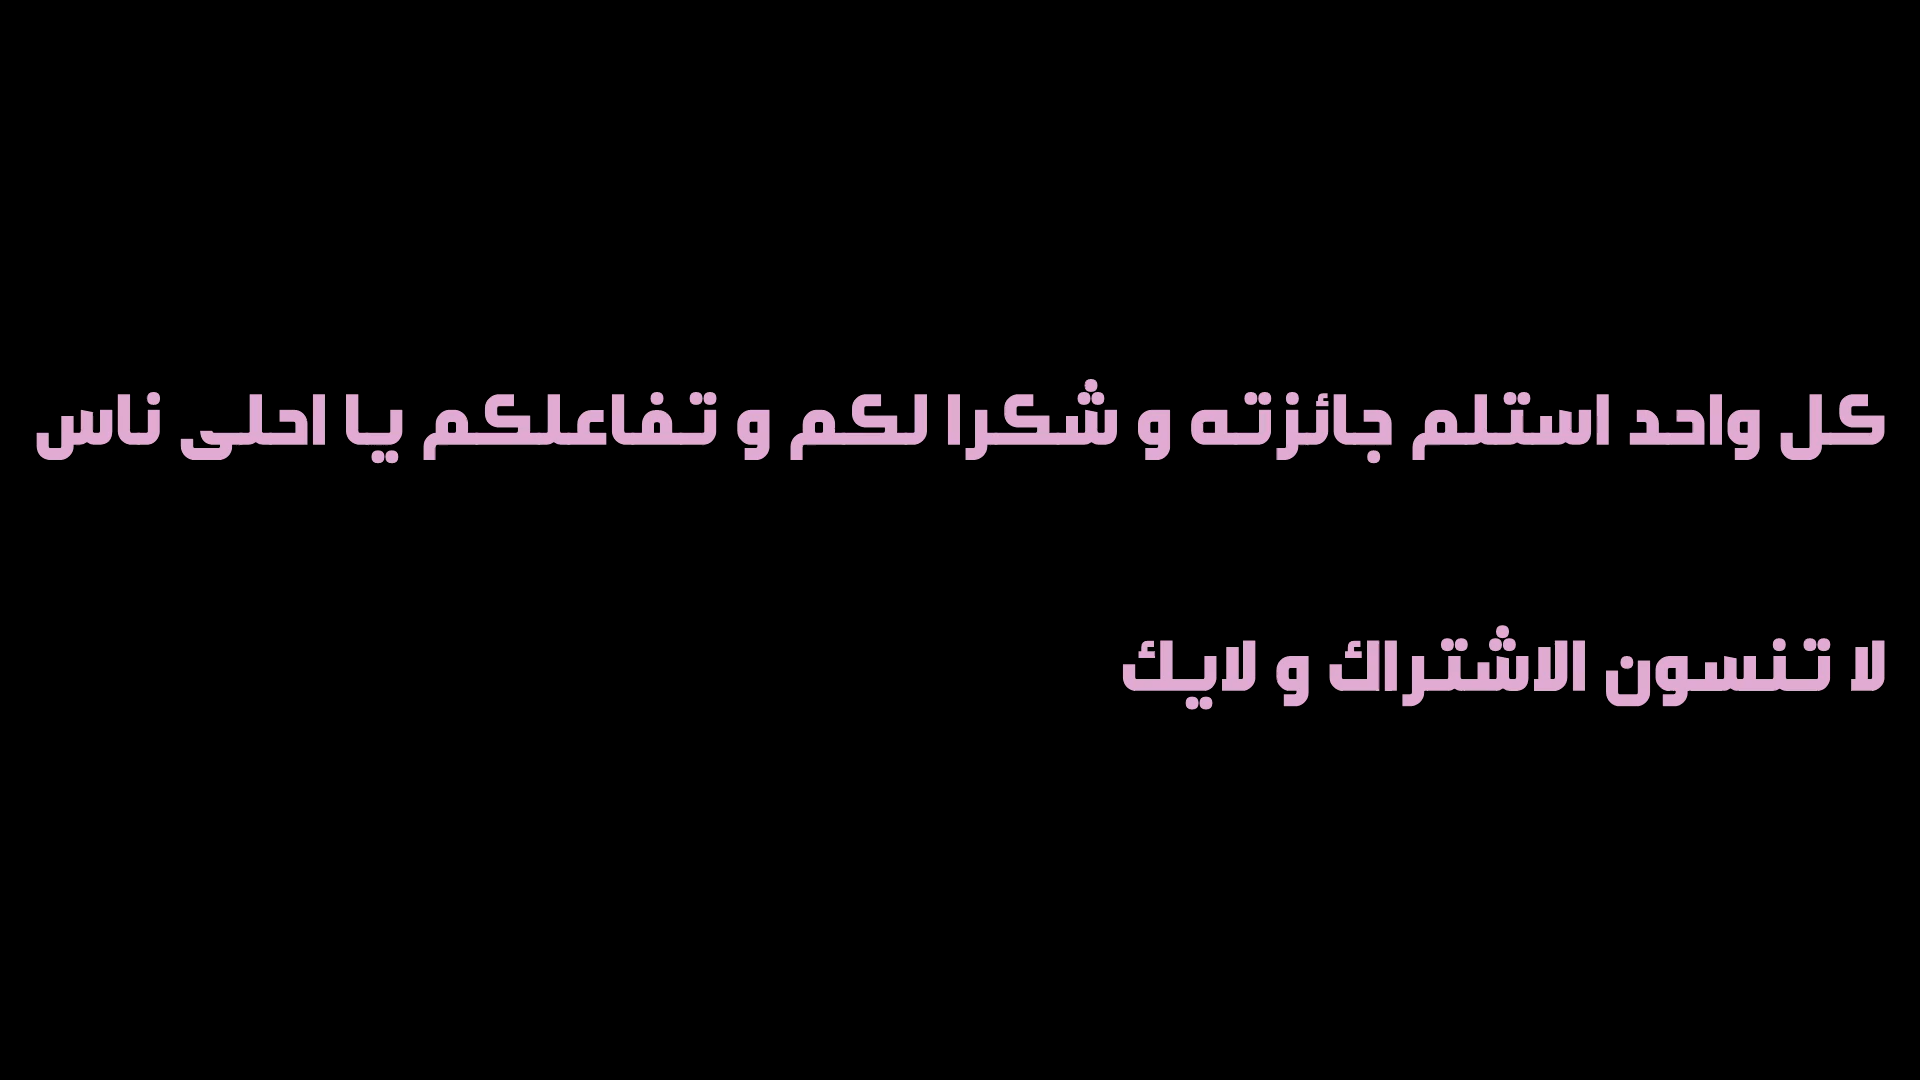 كل واحد استلم جائزته و شكرا لكم و تفاعلكم يا احلى ناس
لا تنسون الاشتراك و لايك